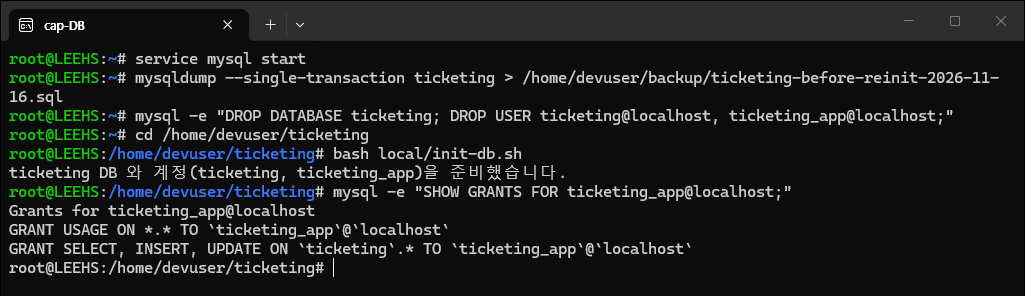 cap-DB
root@LEEHS:~# service mysql start
root@LEEHS:~# mysqldump --single-transaction ticketing > /home/devuser/backup/ticketing-before-reinit-2026-11-
16.sql
root@LEEHS:~# mysql -e "DROP DATABASE ticketing; DROP USER ticketing@localhost, ticketing_app@localhost;"
root@LEEHS:~# cd /home/devuser/ticketing
root@LEEHS:/home/devuser/ticketing# bash local/init-db.sh
ticketing DB 와 계정(ticketing, ticketing_app)을 준비했습니다.
root@LEEHS:/home/devuser/ticketing# mysql -e "SHOW GRANTS FOR ticketing_app@localhost;"
Grants for ticketing_app@localhost
GRANT USAGE ON *.* TO `ticketing_app`@`localhost`
GRANT SELECT, INSERT, UPDATE ON `ticketing`.* TO `ticketing_app`@`localhost`
root@LEEHS:/home/devuser/ticketing#